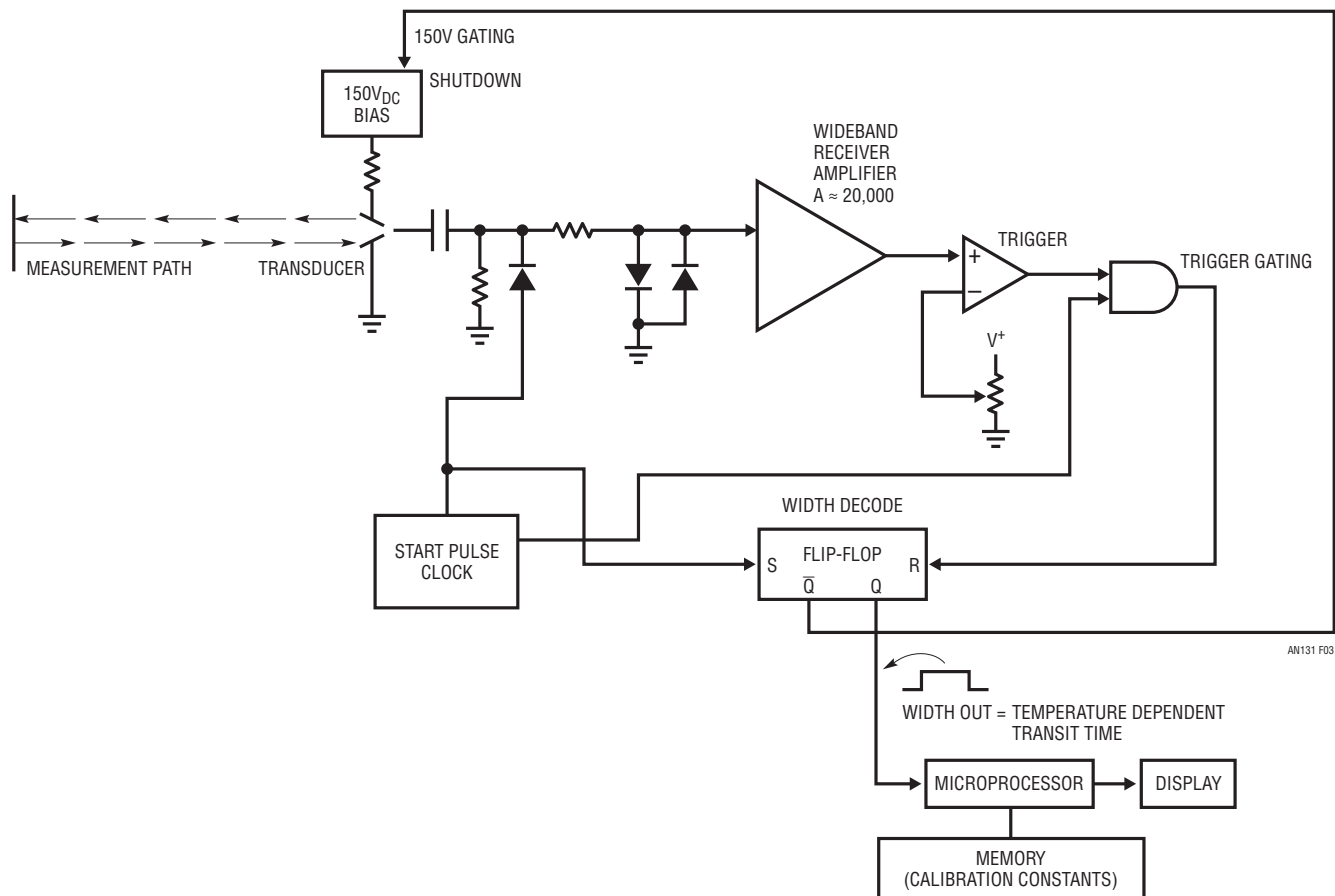 150V GATING
SHUTDOWN
150VDC
BIAS
WIDEBAND
RECEIVER
AMPLIFIER
A ≈ 20,000
MEASUREMENT PATH
TRANSDUCER
+
–
TRIGGER
TRIGGER GATING
V+
START PULSE
CLOCK
WIDTH DECODE
S
FLIP-FLOP
R
Q̅
Q
AN131 F03
WIDTH OUT = TEMPERATURE DEPENDENT
TRANSIT TIME
MICROPROCESSOR
DISPLAY
MEMORY
(CALIBRATION CONSTANTS)